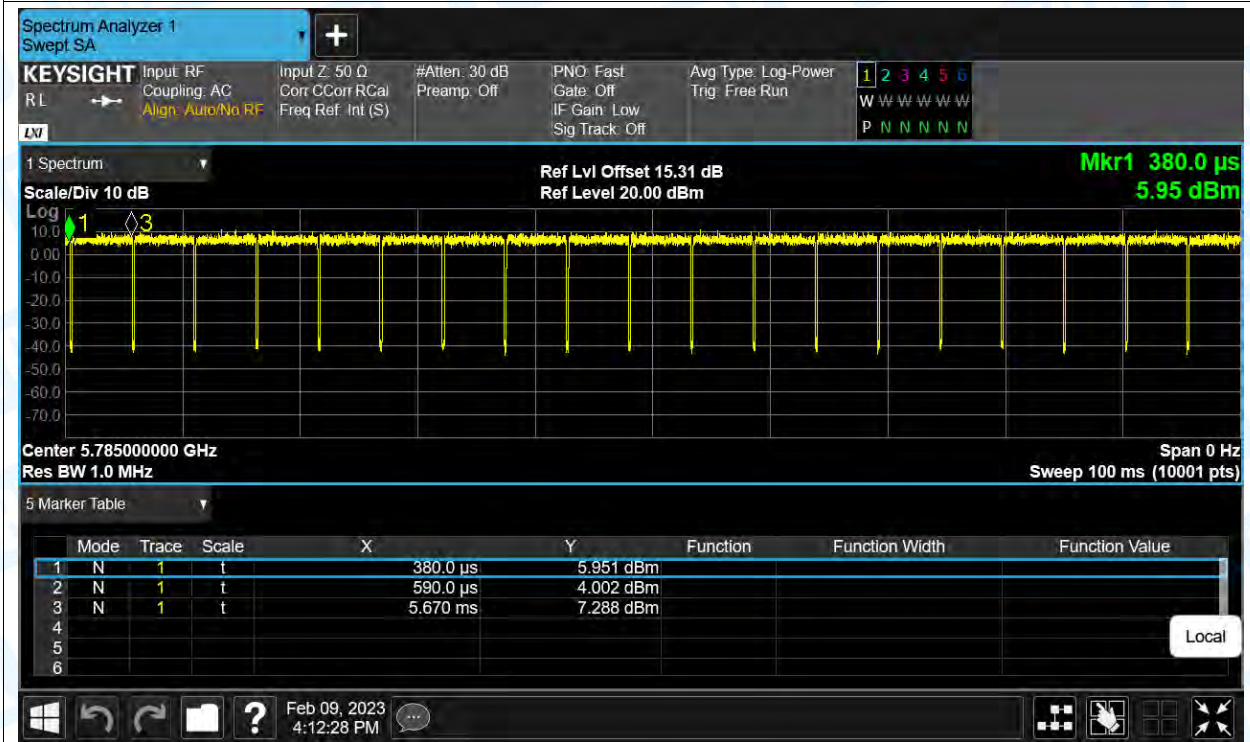 Spectrum Analyzer 1
Swept SA
+
KEYSIGHT Input: RF Input Z: 50 Ω #Atten: 30 dB PNO: Fast Avg Type: Log-Power 1 2 3 4 5 6
R L Coupling: AC Corr CCorr RCal Preamp: Off Gate: Off Trig: Free Run W W W W W W
Align: Auto/No RF Freq Ref: Int (S) IF Gain: Low
LXI Sig Track: Off P N N N N N
1 Spectrum Ref Lvl Offset 15.31 dB Mkr1 380.0 µs
Scale/Div 10 dB Ref Level 20.00 dBm 5.95 dBm
Log
1 3
10.0
0.00
-10.0
-20.0
-30.0
-40.0
-50.0
-60.0
-70.0
Center 5.785000000 GHz Span 0 Hz
Res BW 1.0 MHz Sweep 100 ms (10001 pts)
5 Marker Table
Mode Trace Scale X Y Function Function Width Function Value
1 N 1 t 380.0 µs 5.951 dBm
2 N 1 t 590.0 µs 4.002 dBm
3 N 1 t 5.670 ms 7.288 dBm
4
5
6
Local
? Feb 09, 2023
4:12:28 PM